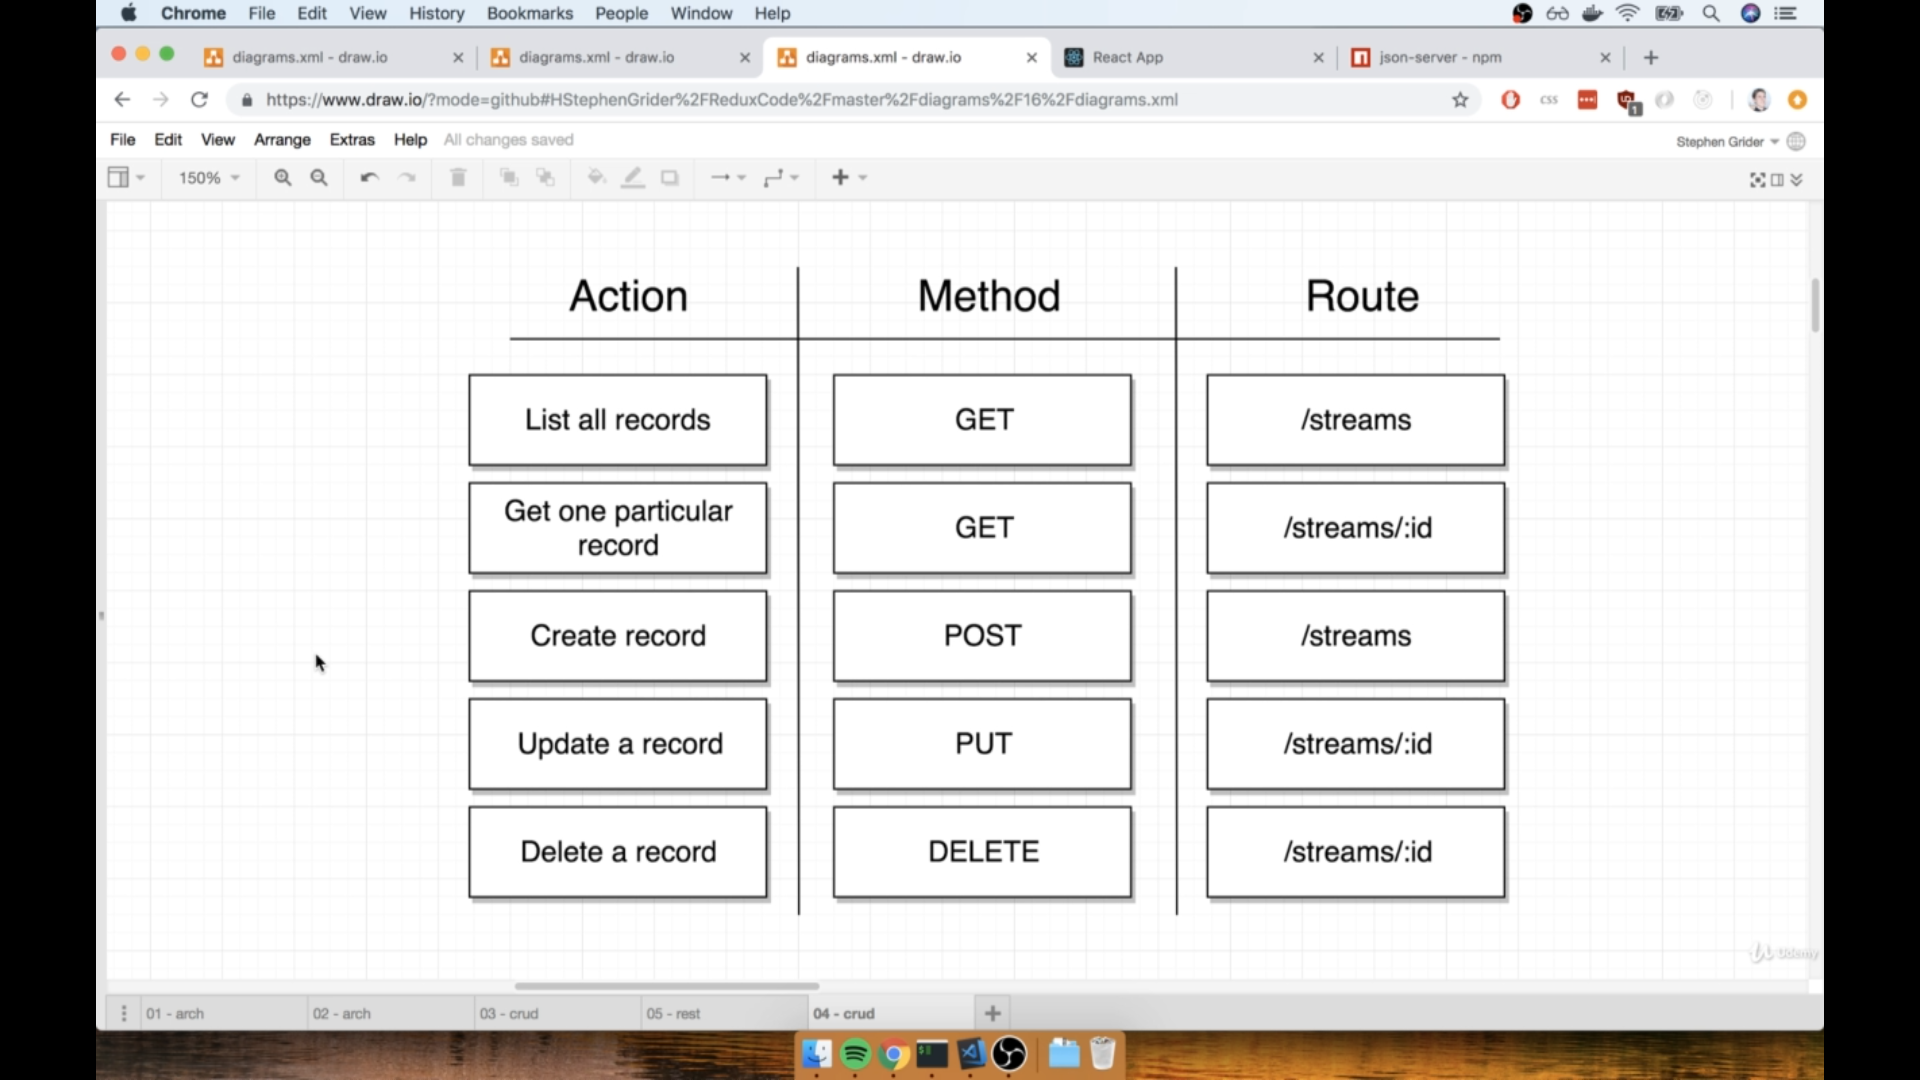 Chrome File Edit View History Bookmarks People Window Help
diagrams.xml - draw.io diagrams.xml - draw.io diagrams.xml - draw.io React App json-server - npm
https://www.draw.io/?mode=github#HStephenGrider%2FReduxCode%2Fmaster%2Fdiagrams%2F16%2Fdiagrams.xml CSS 1
File Edit View Arrange Extras Help All changes saved Stephen Grider
150%
Action Method Route
List all records GET /streams
Get one particular
record GET /streams/:id
Create record POST /streams
Update a record PUT /streams/:id
Delete a record DELETE /streams/:id
Udemy
01 - arch 02 - arch 03 - crud 05 - rest 04 - crud